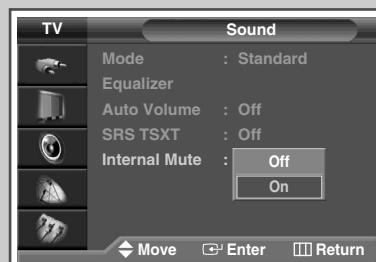 TV Sound
Mode : Standard
Equalizer
Auto Volume : Off
SRS TSXT : Off
Internal Mute : Off
On
Move Enter Return